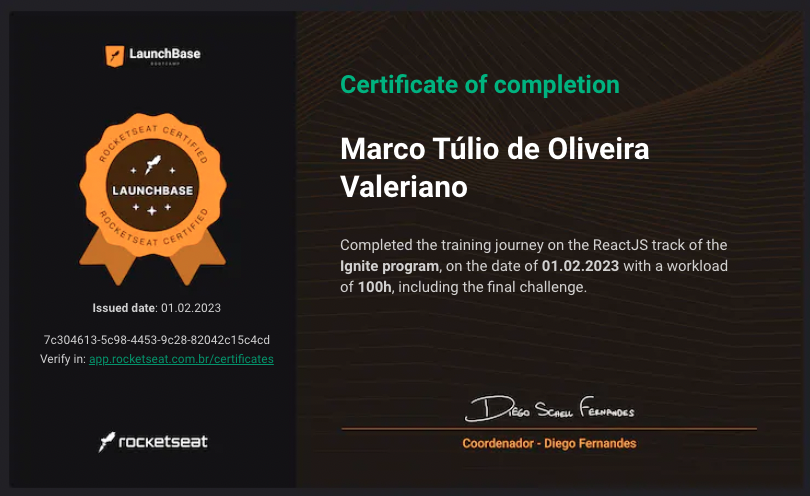 LaunchBase
BOOTCAMP
ROCKETSEAT CERTIFIED
LAUNCHBASE
ROCKETSEAT CERTIFIED
Issued date: 01.02.2023
7c304613-5c98-4453-9c28-82042c15c4cd
Verify in: app.rocketseat.com.br/certificates
rocketseat
Certificate of completion
Marco Túlio de Oliveira
Valeriano
Completed the training journey on the ReactJS track of the
Ignite program, on the date of 01.02.2023 with a workload
of 100h, including the final challenge.
Diego Schell Fernandes
Coordenador - Diego Fernandes